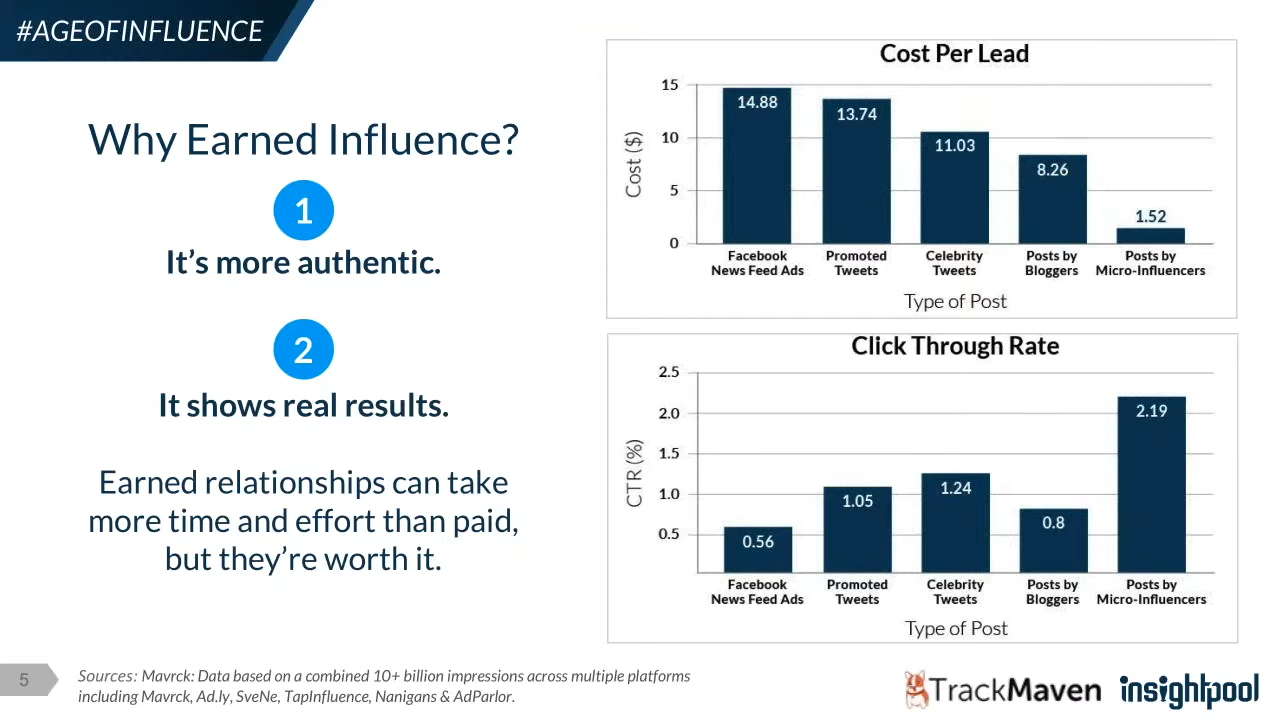 #AGEOFINFLUENCE
Why Earned Influence?
1
It’s more authentic.
2
It shows real results.
Earned relationships can take
more time and effort than paid,
but they’re worth it.
Cost Per Lead
Cost ($)
15
10
5
0
14.88
13.74
11.03
8.26
1.52
Facebook
News Feed Ads
Promoted
Tweets
Celebrity
Tweets
Posts by
Bloggers
Posts by
Micro-Influencers
Type of Post
Click Through Rate
CTR (%)
2.5
2.0
1.5
1.0
0.5
0.56
1.05
1.24
0.8
2.19
Facebook
News Feed Ads
Promoted
Tweets
Celebrity
Tweets
Posts by
Bloggers
Posts by
Micro-Influencers
Type of Post
5
Sources: Mavrck: Data based on a combined 10+ billion impressions across multiple platforms
including Mavrck, Ad.ly, SveNe, TapInfluence, Nanigans & AdParlor.
TrackMaven
insightpool